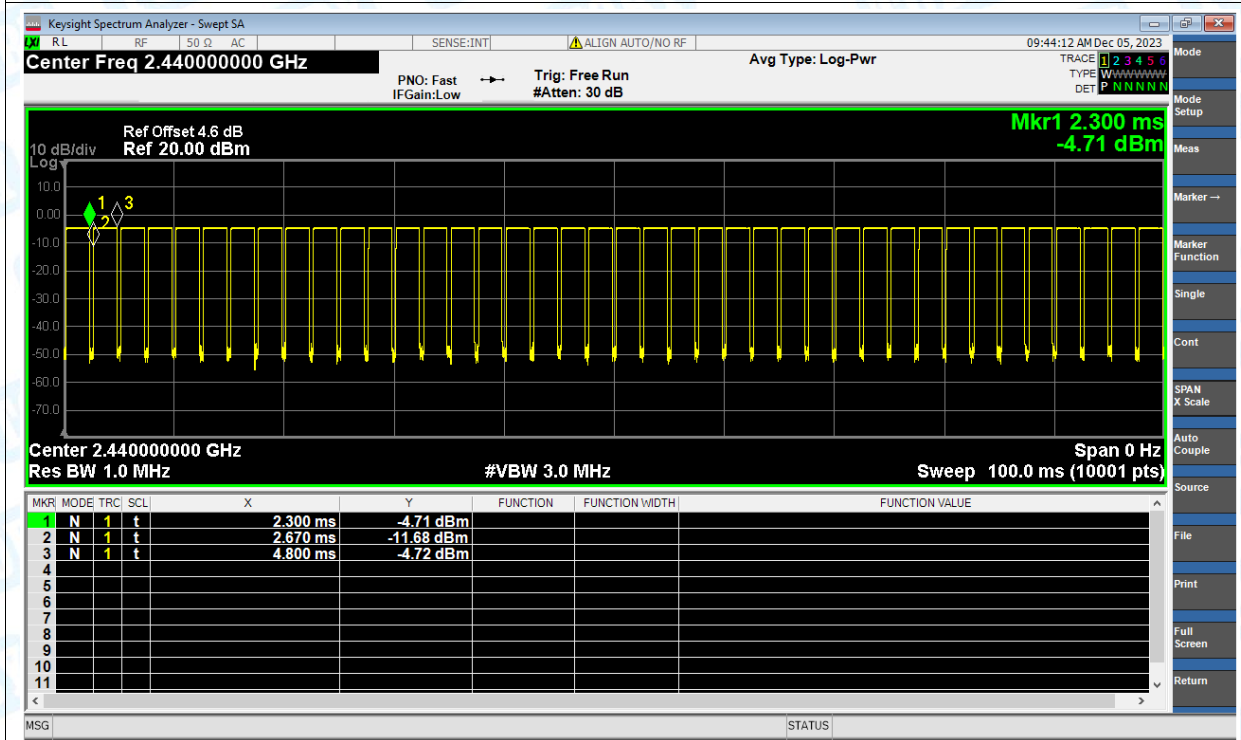 Keysight Spectrum Analyzer - Swept SA
LXI RL RF 50 Ω AC SENSE:INT ALIGN AUTO/NO RF 09:44:12 AM Dec 05, 2023
Center Freq 2.440000000 GHz
PNO: Fast
IFGain:Low
Trig: Free Run
#Atten: 30 dB
Avg Type: Log-Pwr
TRACE 1 2 3 4 5 6
TYPE WWWWWW
DET P N N N N N
Ref Offset 4.6 dB
10 dB/div Ref 20.00 dBm
Log
Mkr1 2.300 ms
-4.71 dBm
10.0
0.00
-10.0
-20.0
-30.0
-40.0
-50.0
-60.0
-70.0
1
2
3
Center 2.440000000 GHz Span 0 Hz
Res BW 1.0 MHz #VBW 3.0 MHz Sweep 100.0 ms (10001 pts)
MKR MODE TRC SCL X Y FUNCTION FUNCTION WIDTH FUNCTION VALUE
1 N 1 t 2.300 ms -4.71 dBm
2 N 1 t 2.670 ms -11.68 dBm
3 N 1 t 4.800 ms -4.72 dBm
4
5
6
7
8
9
10
11
MSG STATUS
Mode
Mode
Setup
Meas
Marker →
Marker
Function
Single
Cont
SPAN
X Scale
Auto
Couple
Source
File
Print
Full
Screen
Return